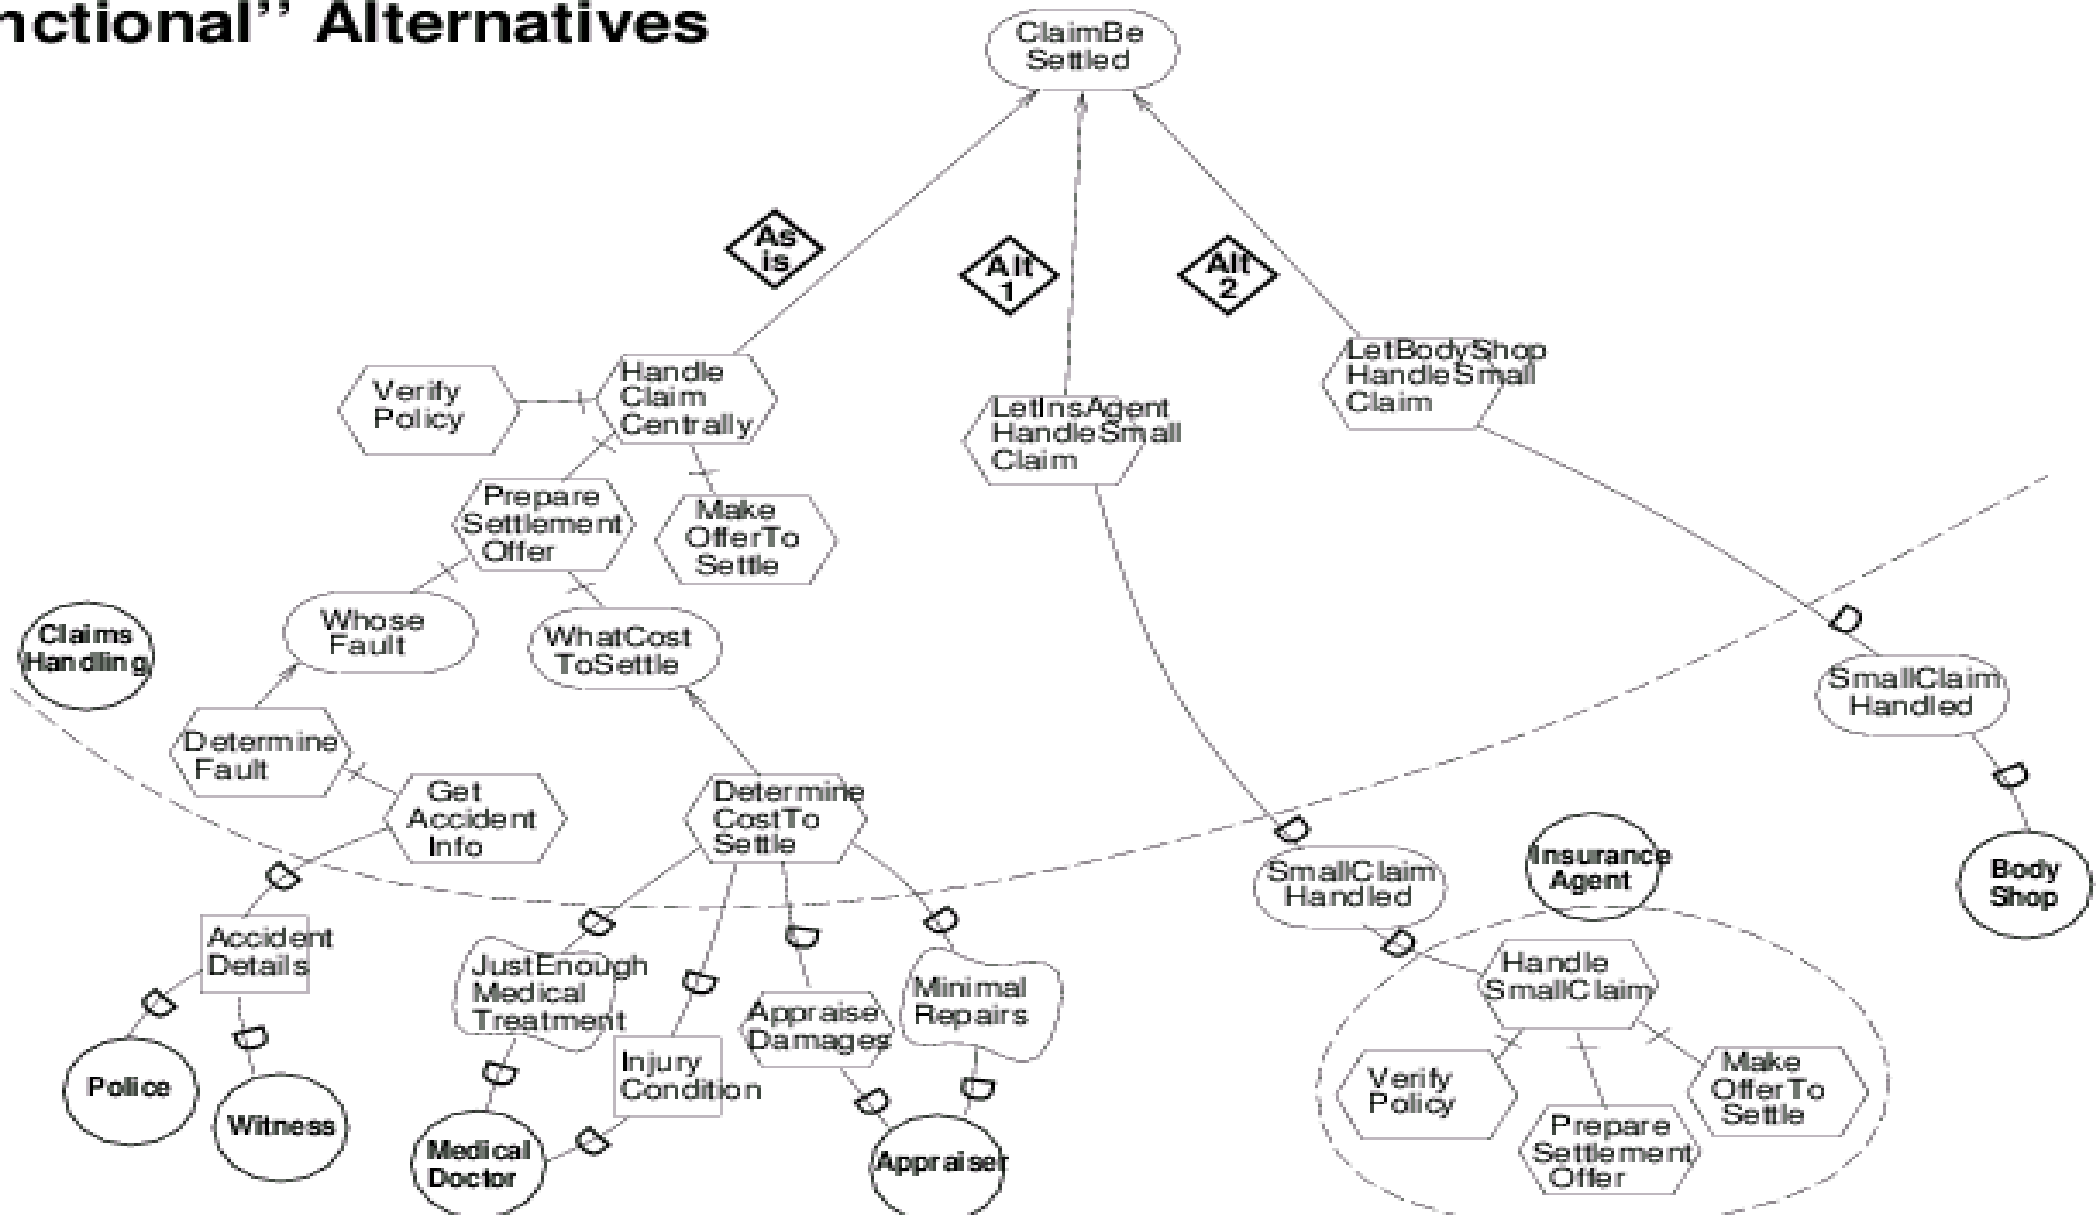 nctional’’ Alternatives
ClaimBe
Settled
As
is
Alt
1
Alt
2
Handle
Claim
Centrally
Verify
Policy
LetInsAgent
HandleSmall
Claim
LetBodyShop
HandleSmall
Claim
Prepare
Settlement
Offer
Make
OfferTo
Settle
Claims
Handling
Whose
Fault
WhatCost
ToSettle
Determine
Fault
Get
Accident
Info
Determine
CostTo
Settle
SmallClaim
Handled
SmallClaim
Handled
Insurance
Agent
Body
Shop
Accident
Details
JustEnough
Medical
Treatment
Injury
Condition
Appraise
Damages
Minimal
Repairs
Handle
SmallClaim
Verify
Policy
Prepare
Settlement
Offer
Make
OfferTo
Settle
Police
Witness
Medical
Doctor
Appraiser